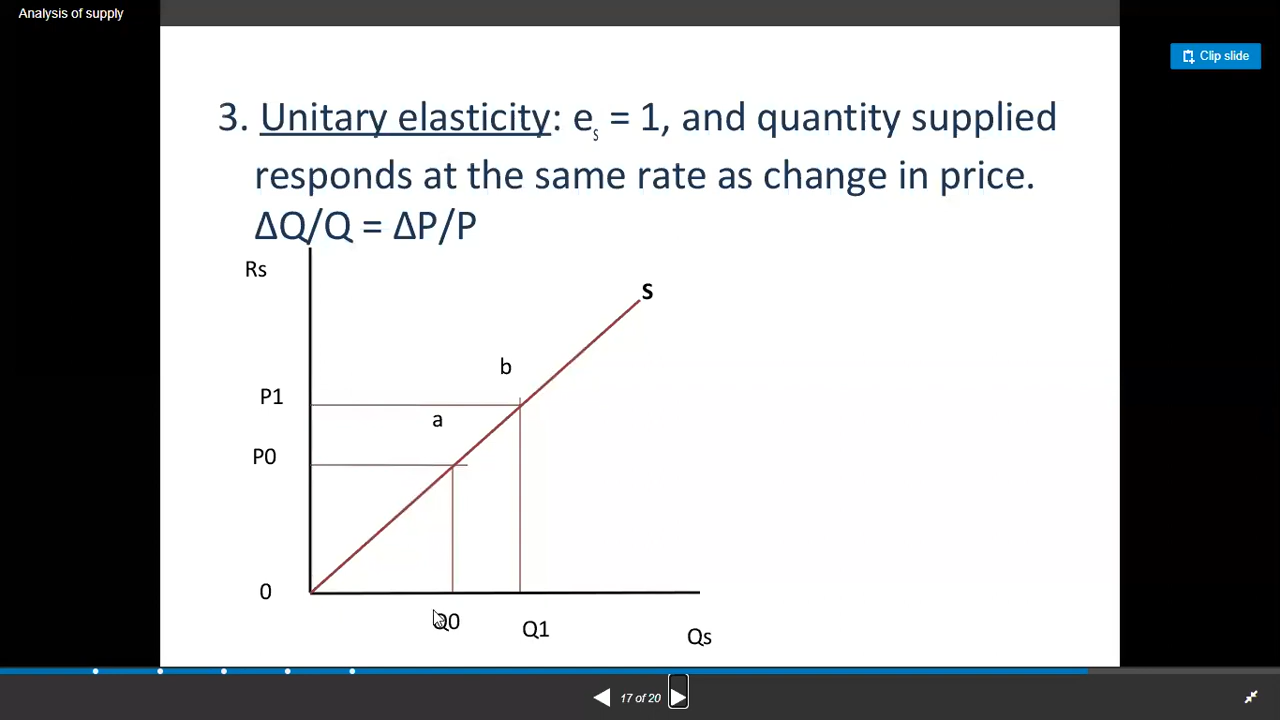 Analysis of supply
Clip slide
3. Unitary elasticity: es = 1, and quantity supplied
responds at the same rate as change in price.
ΔQ/Q = ΔP/P
Rs
S
b
P1
a
P0
0
Q0
Q1
Qs
17 of 20